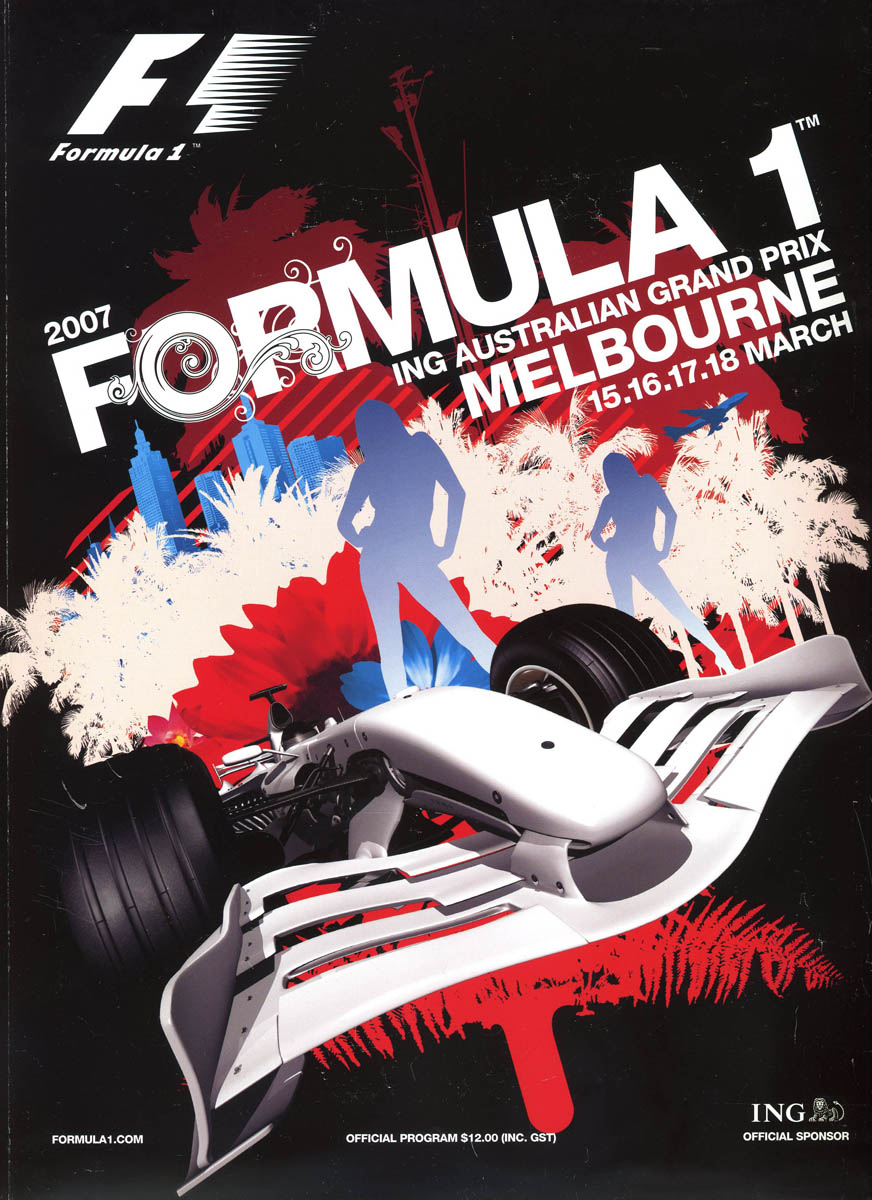 F1
Formula 1™
2007
FORMULA 1™
ING AUSTRALIAN GRAND PRIX
MELBOURNE
15.16.17.18 MARCH
FORMULA1.COM
OFFICIAL PROGRAM $12.00 (INC. GST)
ING
OFFICIAL SPONSOR